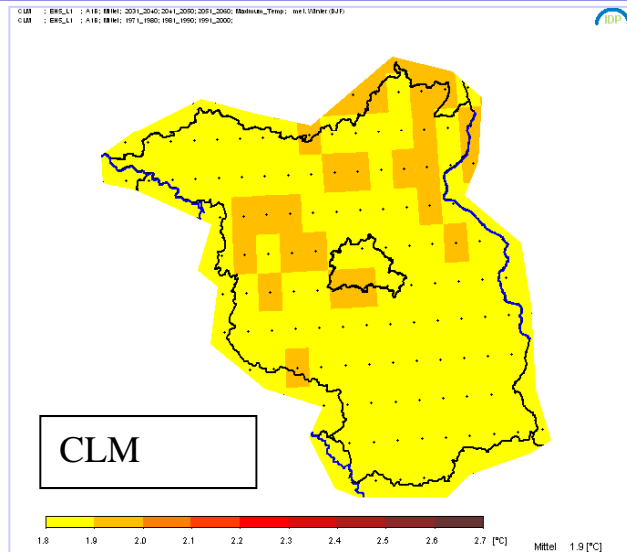 CLM : EH5_L1 : A1B; Mittel; 2031_2040; 2041_2050; 2051_2060; Maximum_Temp; met. Winter (DJF)
CLM : EH5_L1 : A1B; Mittel; 1971_1980; 1981_1990; 1991_2000;
IDP
CLM
1.8 1.9 2.0 2.1 2.2 2.3 2.4 2.5 2.6 2.7 [°C]
Mittel 1.9 [°C]